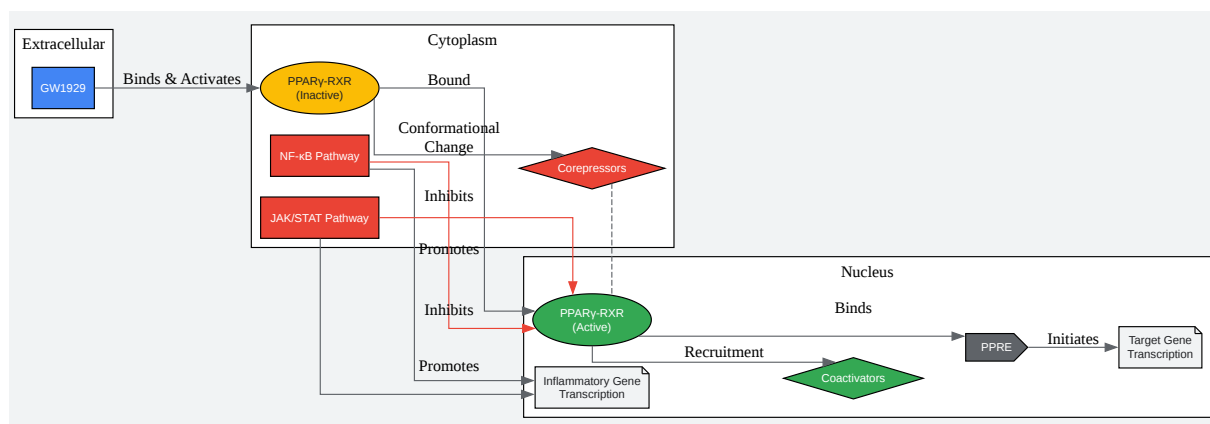 Extracellular
GW1929
Binds & Activates
Cytoplasm
PPARγ-RXR
(Inactive)
Bound
Conformational
Change
NF-κB Pathway
Corepressors
Inhibits
JAK/STAT Pathway
Promotes
Nucleus
Inhibits
PPARγ-RXR
(Active)
Binds
Recruitment
PPRE
Initiates
Target Gene
Transcription
Promotes
Inflammatory Gene
Transcription
Coactivators